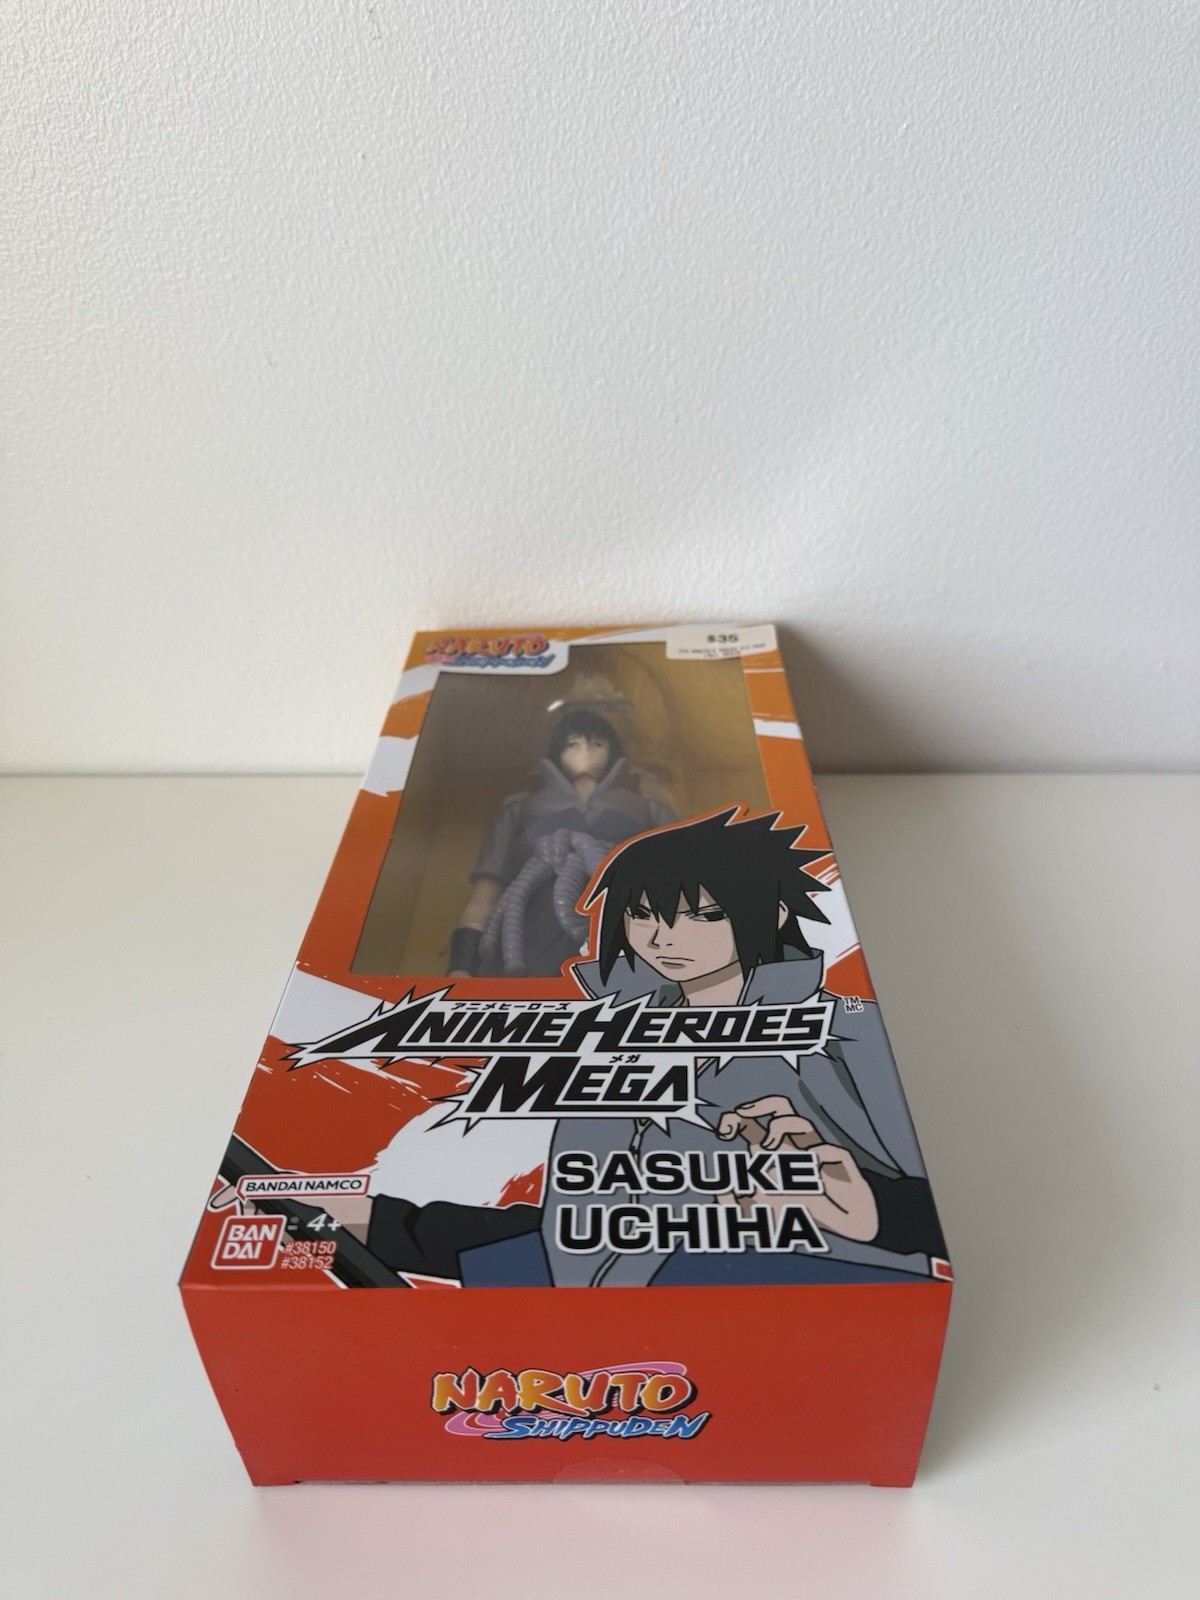 NARUTO
SHIPPUDEN
$35
アニメヒーローズ
ANIME HEROES
TM
MC
メガ
MEGA
SASUKE
UCHIHA
BANDAI NAMCO
BAN
DAI
4+
#38150
#38152
NARUTO
SHIPPUDEN